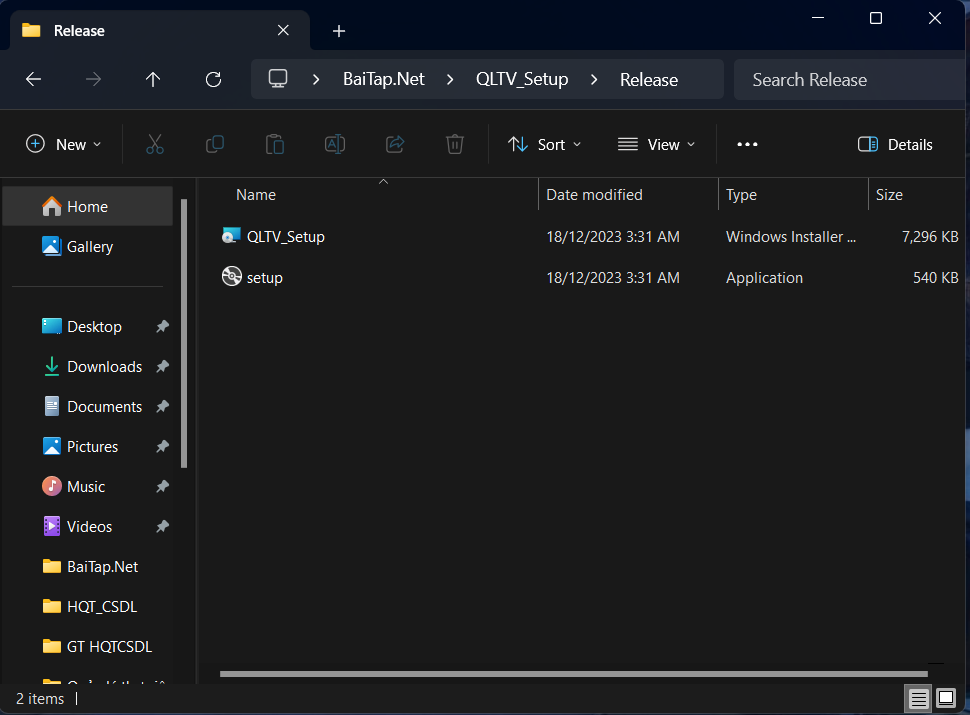 Release
BaiTap.Net QLTV_Setup Release
Search Release
New Sort View Details
Name Date modified Type Size
QLTV_Setup 18/12/2023 3:31 AM Windows Installer ... 7,296 KB
setup 18/12/2023 3:31 AM Application 540 KB
Home
Gallery
Desktop
Downloads
Documents
Pictures
Music
Videos
BaiTap.Net
HQT_CSDL
GT HQTCSDL
2 items